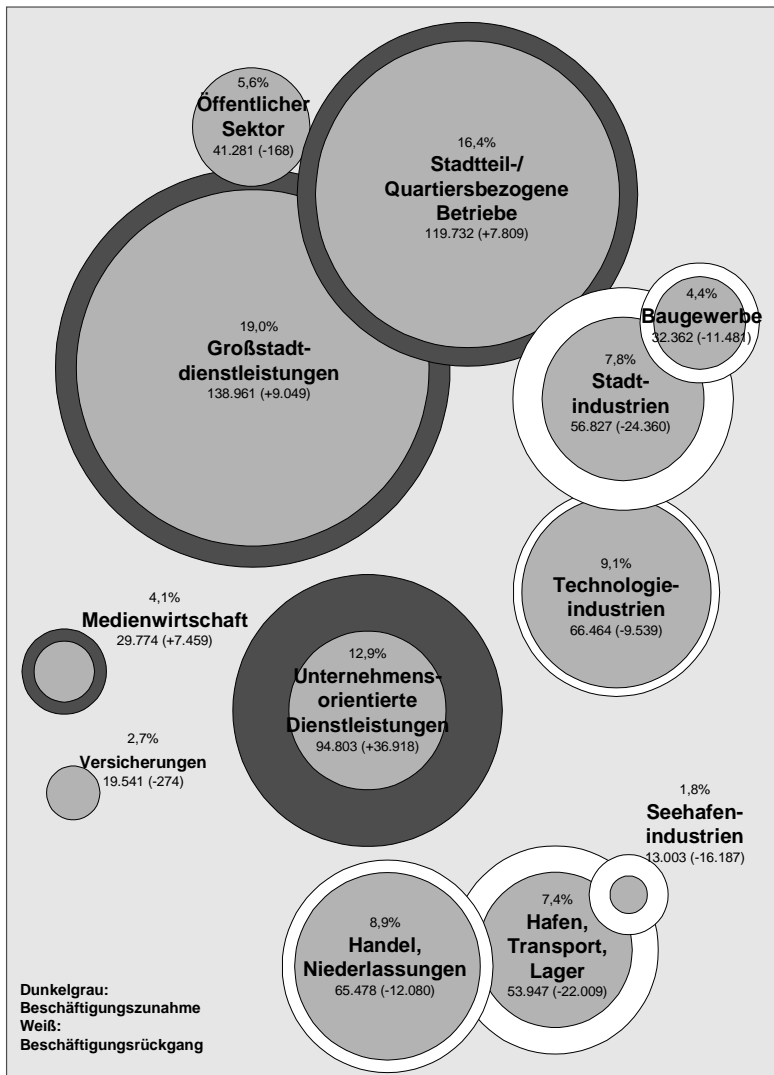 5,6%
Öffentlicher
Sektor
41.281 (-168)
16,4%
Stadtteil-/
Quartiersbezogene
Betriebe
119.732 (+7.809)
19,0%
Großstadt-
dienstleistungen
138.961 (+9.049)
4,4%
Baugewerbe
32.362 (-11.481)
7,8%
Stadt-
industrien
56.827 (-24.360)
9,1%
Technologie-
industrien
66.464 (-9.539)
4,1%
Medienwirtschaft
29.774 (+7.459)
12,9%
Unternehmens-
orientierte
Dienstleistungen
94.803 (+36.918)
2,7%
Versicherungen
19.541 (-274)
1,8%
Seehafen-
industrien
13.003 (-16.187)
8,9%
Handel,
Niederlassungen
65.478 (-12.080)
7,4%
Hafen,
Transport,
Lager
53.947 (-22.009)
Dunkelgrau:
Beschäftigungszunahme
Weiß:
Beschäftigungsrückgang